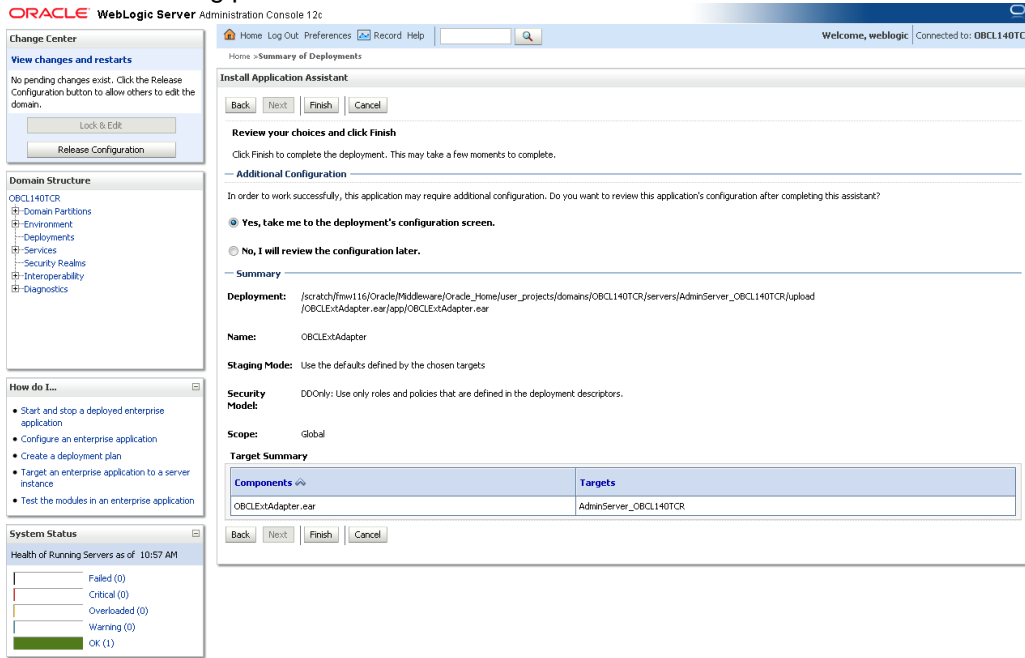 ORACLE WebLogic Server Administration Console 12c
Change Center
View changes and restarts
No pending changes exist. Click the Release
Configuration button to allow others to edit the
domain.
Lock & Edit
Release Configuration
Domain Structure
OBCL140TCR
Domain Partitions
Environment
Deployments
Services
Security Realms
Interoperability
Diagnostics
How do I...
Start and stop a deployed enterprise
application
Configure an enterprise application
Create a deployment plan
Target an enterprise application to a server
instance
Test the modules in an enterprise application
System Status
Health of Running Servers as of 10:57 AM
Failed (0)
Critical (0)
Overloaded (0)
Warning (0)
OK (1)
Home Log Out Preferences Record Help
Welcome, weblogic Connected to: OBCL140TC
Home >Summary of Deployments
Install Application Assistant
Back Next Finish Cancel
Review your choices and click Finish
Click Finish to complete the deployment. This may take a few moments to complete.
Additional Configuration
In order to work successfully, this application may require additional configuration. Do you want to review this application's configuration after completing this assistant?
Yes, take me to the deployment's configuration screen.
No, I will review the configuration later.
Summary
Deployment: /scratch/fmw116/Oracle/Middleware/Oracle_Home/user_projects/domains/OBCL140TCR/servers/AdminServer_OBCL140TCR/upload
/OBCLExtAdapter.ear/app/OBCLExtAdapter.ear
Name: OBCLExtAdapter
Staging Mode: Use the defaults defined by the chosen targets
Security DDOnly: Use only roles and policies that are defined in the deployment descriptors.
Model:
Scope: Global
Target Summary
Components Targets
OBCLExtAdapter.ear AdminServer_OBCL140TCR
Back Next Finish Cancel